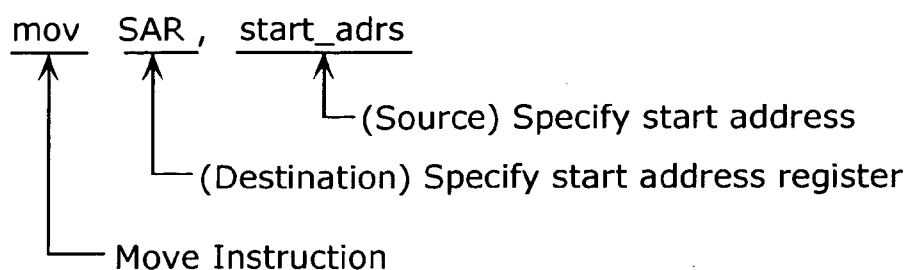 mov SAR, start_adrs
(Source) Specify start address
(Destination) Specify start address register
Move Instruction